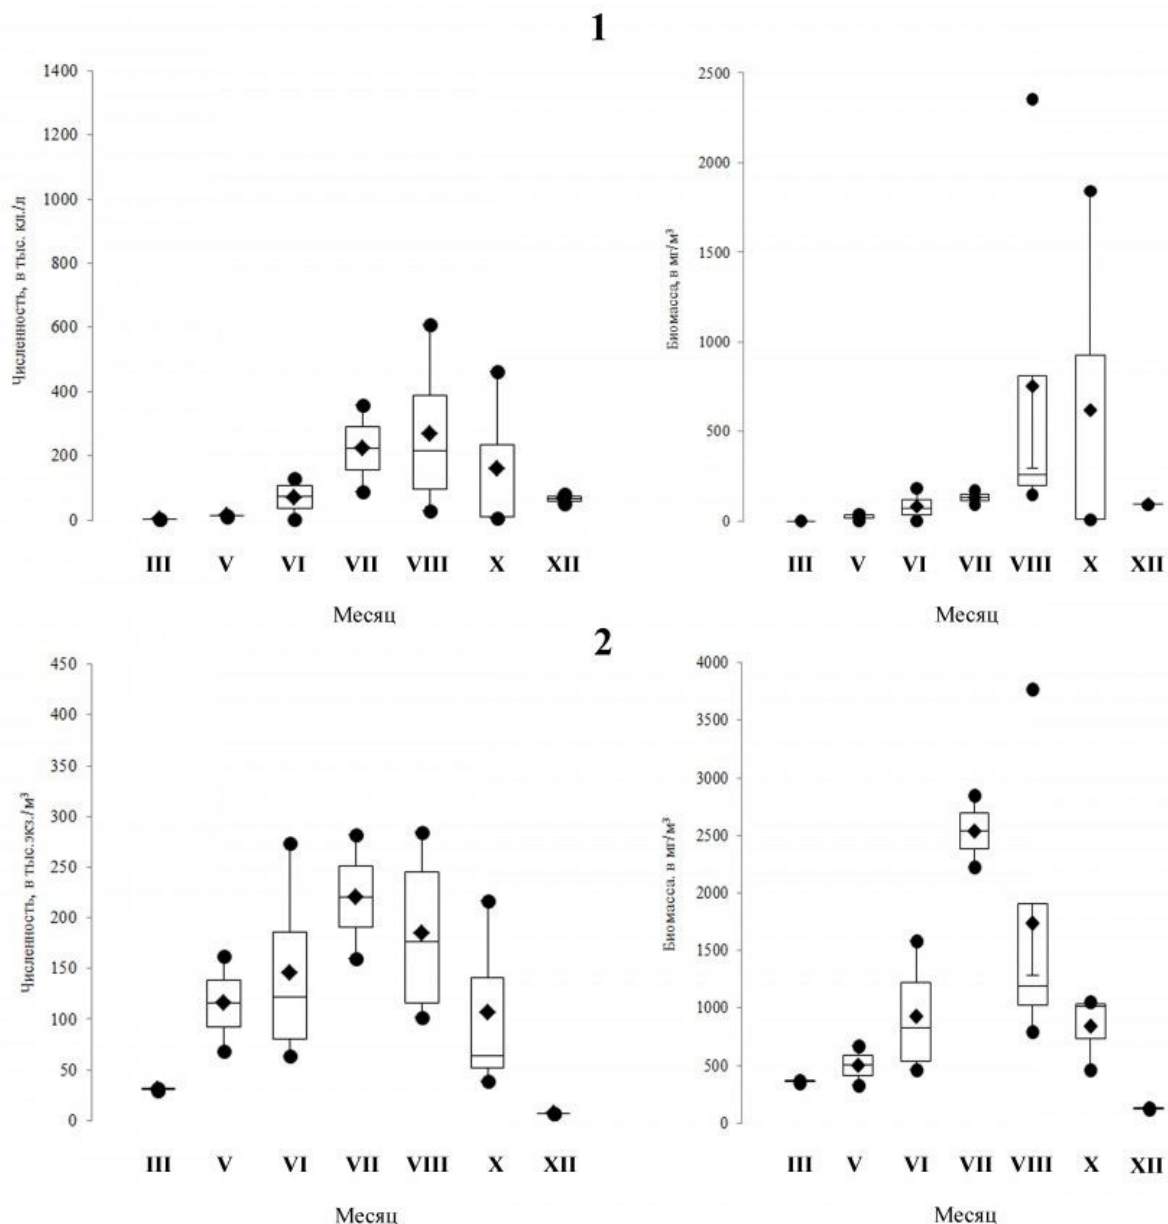 1
Численность, в тыс. кл./л
1400
1200
1000
800
600
400
200
0
III V VI VII VIII X XII
Месяц
Биомасса, в мг/м³
2500
2000
1500
1000
500
0
III V VI VII VIII X XII
Месяц
2
Численность, в тыс.экз./м³
450
400
350
300
250
200
150
100
50
0
III V VI VII VIII X XII
Месяц
Биомасса. в мг/м³
4000
3500
3000
2500
2000
1500
1000
500
0
III V VI VII VIII X XII
Месяц